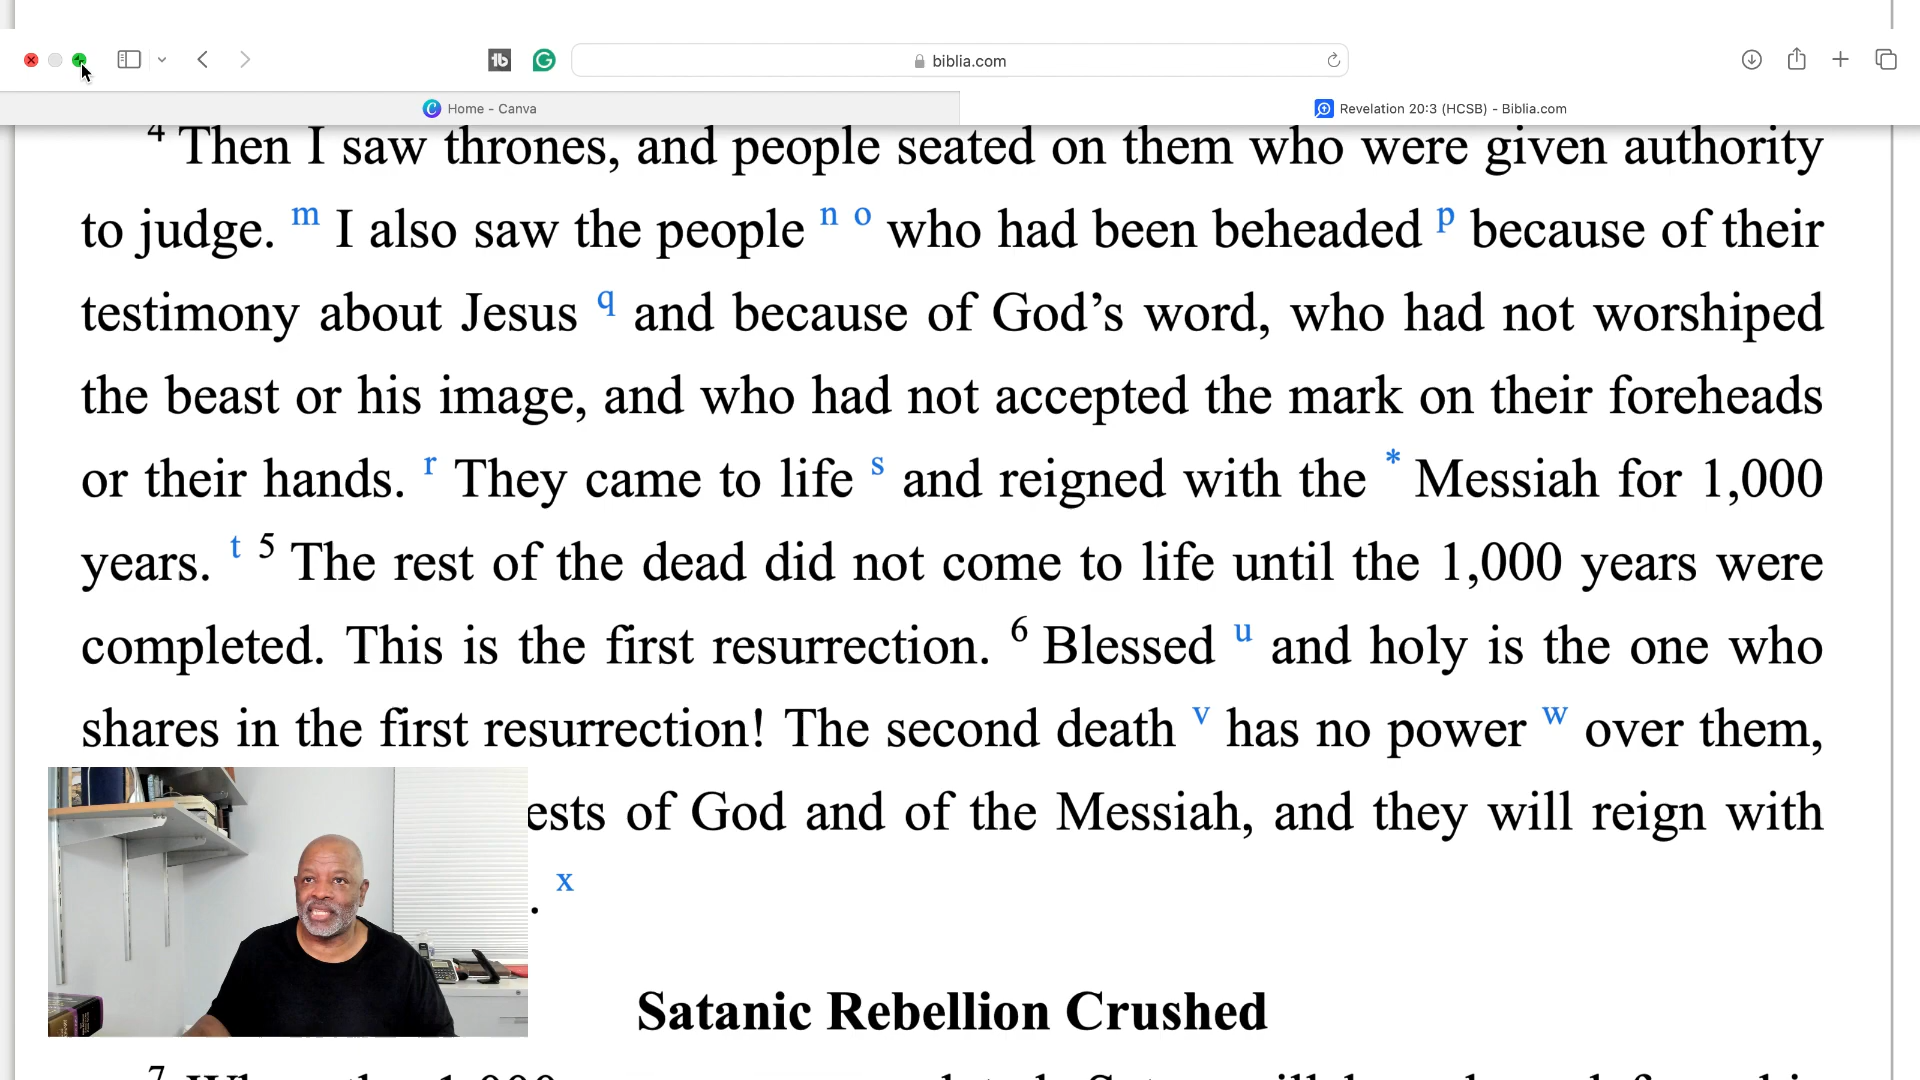 biblia.com
Home - Canva
Revelation 20:3 (HCSB) - Biblia.com
4 Then I saw thrones, and people seated on them who were given authority
to judge. m I also saw the people n o who had been beheaded p because of their
testimony about Jesus q and because of God’s word, who had not worshiped
the beast or his image, and who had not accepted the mark on their foreheads
or their hands. r They came to life s and reigned with the * Messiah for 1,000
years. t 5 The rest of the dead did not come to life until the 1,000 years were
completed. This is the first resurrection. 6 Blessed u and holy is the one who
shares in the first resurrection! The second death v has no power w over them,
ests of God and of the Messiah, and they will reign with
. x
Satanic Rebellion Crushed
7